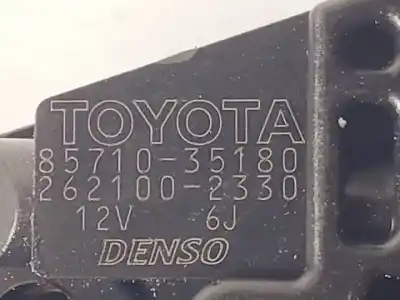 TOYOTA
85710-35180
262100-2330
12V 6J
DENSO